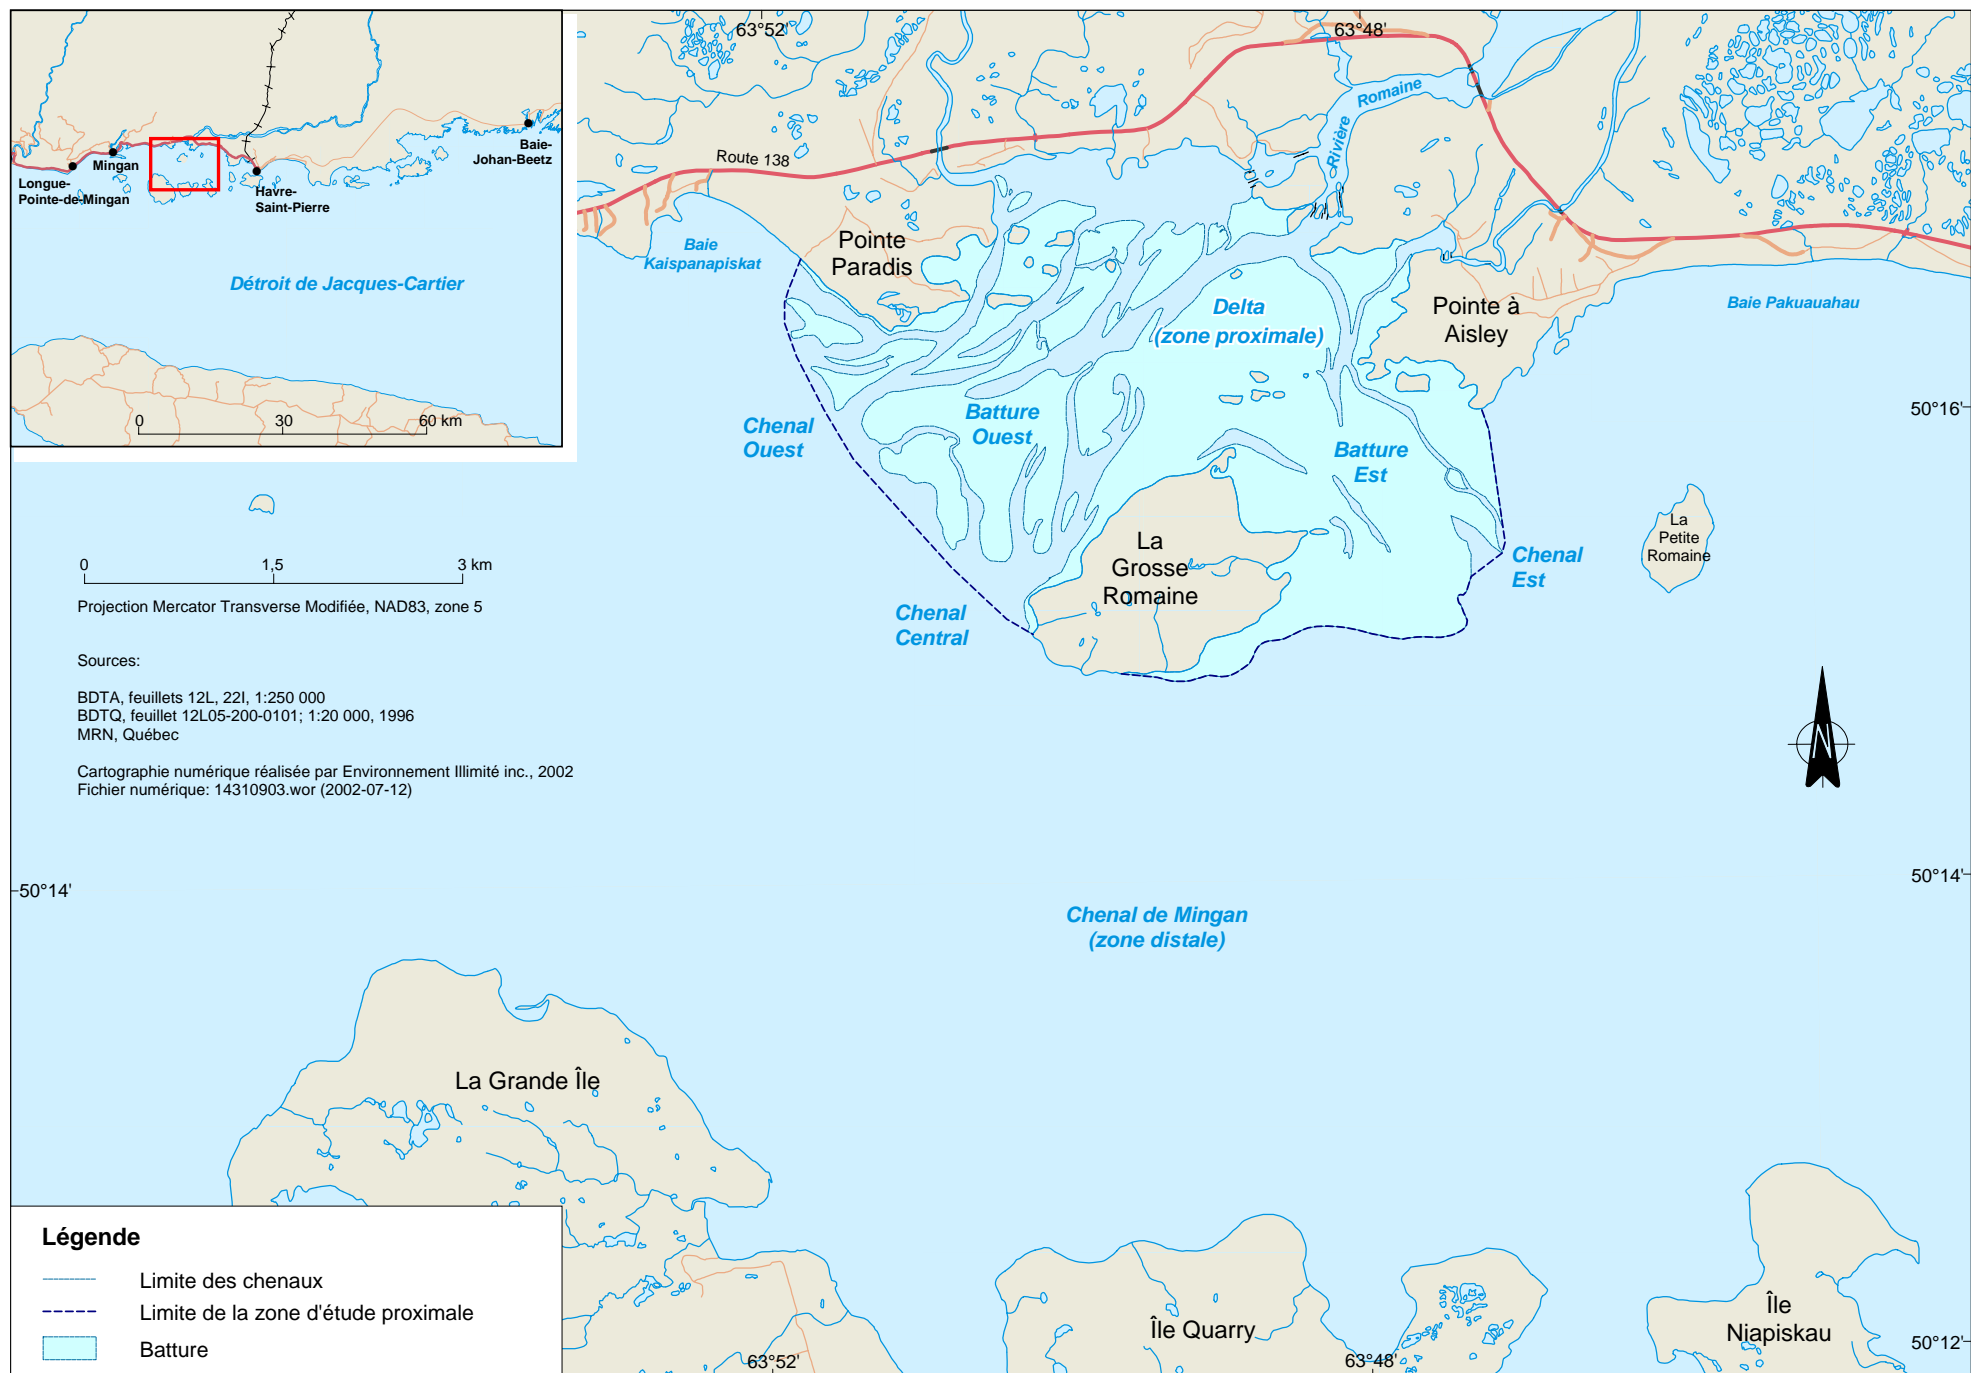 63°52'
63°48'
Romaine
Rivière
Route 138
Baie-
Johan-Beetz
Mingan
Longue-
Pointe-de-Mingan
Havre-
Saint-Pierre
Détroit de Jacques-Cartier
0 30 60 km
Baie
Kaispanapiskat
Pointe
Paradis
Delta
(zone proximale)
Pointe à
Aisley
Baie Pakuauahau
50°16'
Chenal
Ouest
Batture
Ouest
Batture
Est
La
Grosse
Romaine
La
Petite
Romaine
Chenal
Est
Chenal
Central
0 1,5 3 km
Projection Mercator Transverse Modifiée, NAD83, zone 5
Sources:
BDTA, feuillets 12L, 22I, 1:250 000
BDTQ, feuillet 12L05-200-0101; 1:20 000, 1996
MRN, Québec
Cartographie numérique réalisée par Environnement Illimité inc., 2002
Fichier numérique: 14310903.wor (2002-07-12)
N
50°14'
50°14'
Chenal de Mingan
(zone distale)
La Grande Île
Île Quarry
Île
Niapiskau
50°12'
63°52'
63°48'
Légende
Limite des chenaux
Limite de la zone d'étude proximale
Batture